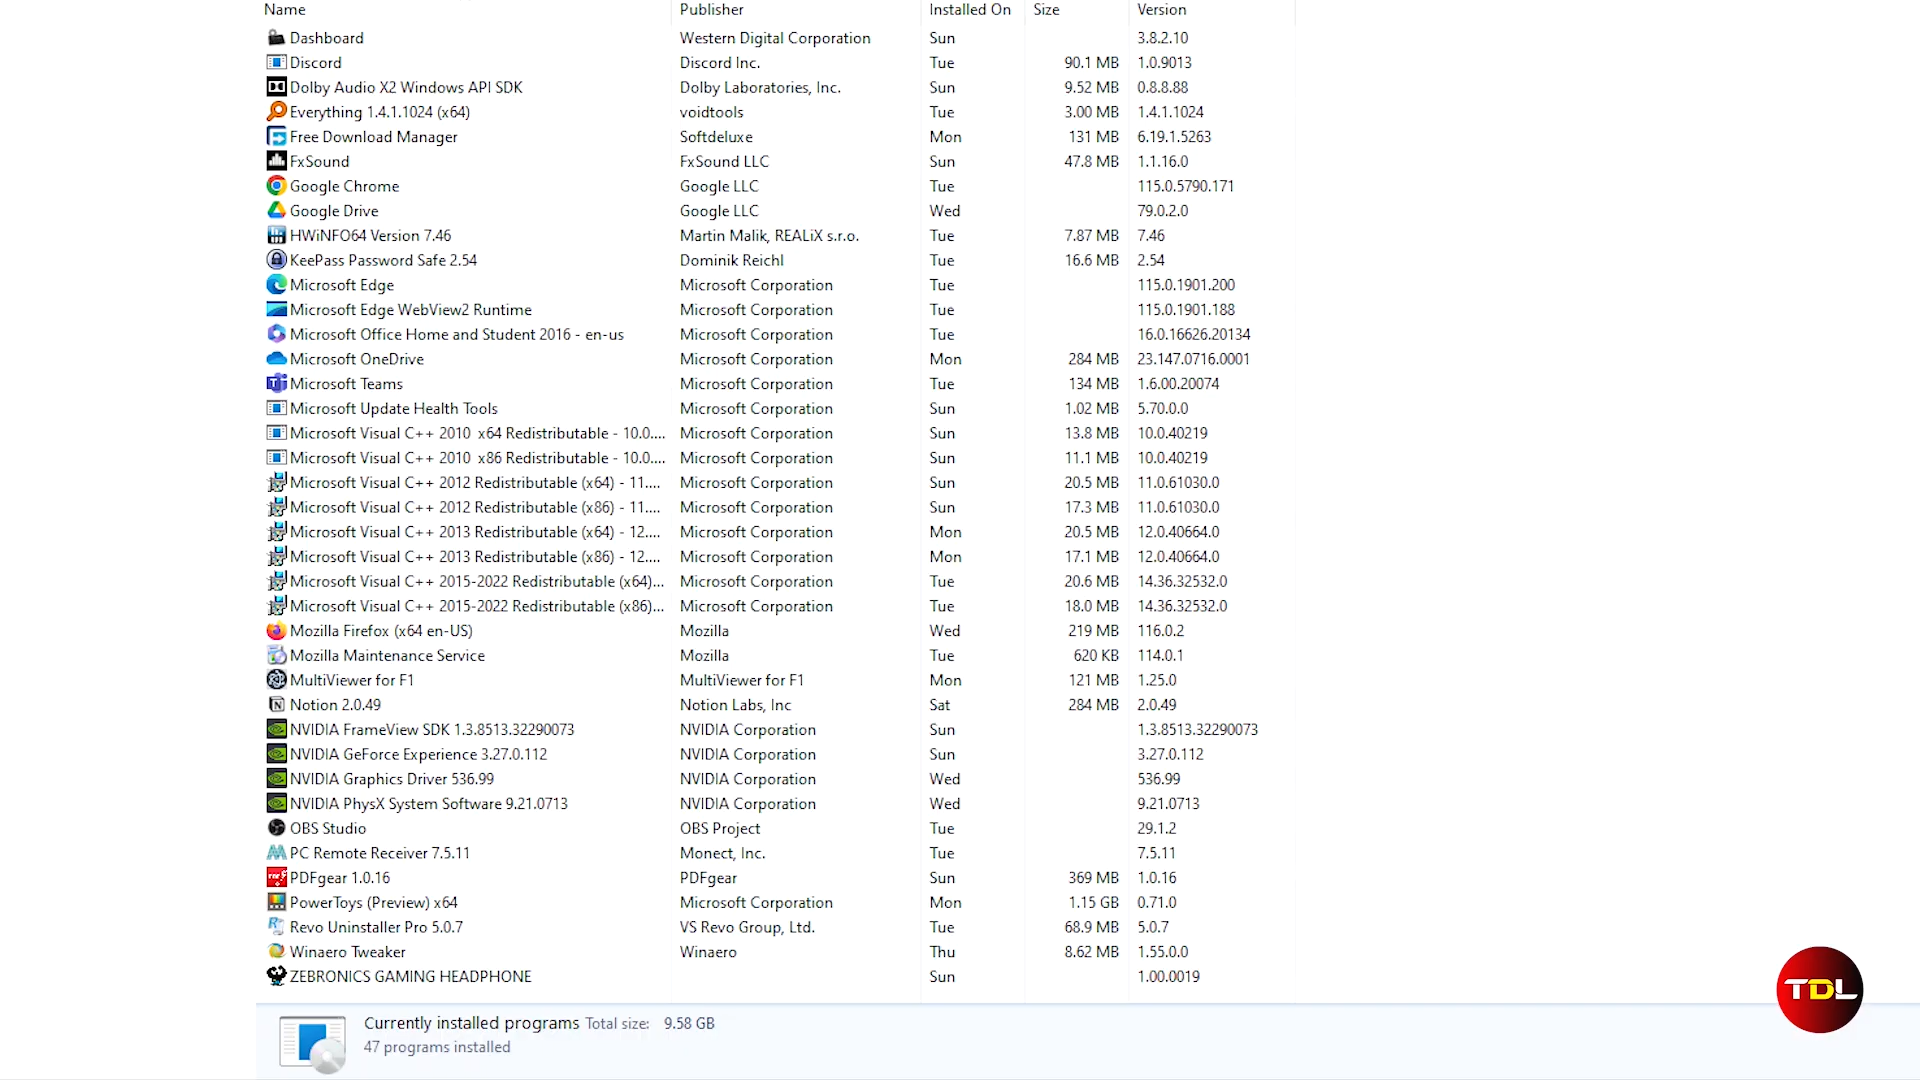 Name Publisher Installed On Size Version
Dashboard Western Digital Corporation Sun 3.8.2.10
Discord Discord Inc. Tue 90.1 MB 1.0.9013
Dolby Audio X2 Windows API SDK Dolby Laboratories, Inc. Sun 9.52 MB 0.8.8.88
Everything 1.4.1.1024 (x64) voidtools Tue 3.00 MB 1.4.1.1024
Free Download Manager Softdeluxe Mon 131 MB 6.19.1.5263
FxSound FxSound LLC Sun 47.8 MB 1.1.16.0
Google Chrome Google LLC Tue 115.0.5790.171
Google Drive Google LLC Wed 79.0.2.0
HWiNFO64 Version 7.46 Martin Malik, REALiX s.r.o. Tue 7.87 MB 7.46
KeePass Password Safe 2.54 Dominik Reichl Tue 16.6 MB 2.54
Microsoft Edge Microsoft Corporation Tue 115.0.1901.200
Microsoft Edge WebView2 Runtime Microsoft Corporation Tue 115.0.1901.188
Microsoft Office Home and Student 2016 - en-us Microsoft Corporation Tue 16.0.16626.20134
Microsoft OneDrive Microsoft Corporation Mon 284 MB 23.147.0716.0001
Microsoft Teams Microsoft Corporation Tue 134 MB 1.6.00.20074
Microsoft Update Health Tools Microsoft Corporation Sun 1.02 MB 5.70.0.0
Microsoft Visual C++ 2010 x64 Redistributable - 10.0.... Microsoft Corporation Sun 13.8 MB 10.0.40219
Microsoft Visual C++ 2010 x86 Redistributable - 10.0.... Microsoft Corporation Sun 11.1 MB 10.0.40219
Microsoft Visual C++ 2012 Redistributable (x64) - 11.... Microsoft Corporation Sun 20.5 MB 11.0.61030.0
Microsoft Visual C++ 2012 Redistributable (x86) - 11.... Microsoft Corporation Sun 17.3 MB 11.0.61030.0
Microsoft Visual C++ 2013 Redistributable (x64) - 12.... Microsoft Corporation Mon 20.5 MB 12.0.40664.0
Microsoft Visual C++ 2013 Redistributable (x86) - 12.... Microsoft Corporation Mon 17.1 MB 12.0.40664.0
Microsoft Visual C++ 2015-2022 Redistributable (x64)... Microsoft Corporation Tue 20.6 MB 14.36.32532.0
Microsoft Visual C++ 2015-2022 Redistributable (x86)... Microsoft Corporation Tue 18.0 MB 14.36.32532.0
Mozilla Firefox (x64 en-US) Mozilla Wed 219 MB 116.0.2
Mozilla Maintenance Service Mozilla Tue 620 KB 114.0.1
MultiViewer for F1 MultiViewer for F1 Mon 121 MB 1.25.0
Notion 2.0.49 Notion Labs, Inc Sat 284 MB 2.0.49
NVIDIA FrameView SDK 1.3.8513.32290073 NVIDIA Corporation Sun 1.3.8513.32290073
NVIDIA GeForce Experience 3.27.0.112 NVIDIA Corporation Sun 3.27.0.112
NVIDIA Graphics Driver 536.99 NVIDIA Corporation Wed 536.99
NVIDIA PhysX System Software 9.21.0713 NVIDIA Corporation Wed 9.21.0713
OBS Studio OBS Project Tue 29.1.2
PC Remote Receiver 7.5.11 Monect, Inc. Tue 7.5.11
PDFgear 1.0.16 PDFgear Sun 369 MB 1.0.16
PowerToys (Preview) x64 Microsoft Corporation Mon 1.15 GB 0.71.0
Revo Uninstaller Pro 5.0.7 VS Revo Group, Ltd. Tue 68.9 MB 5.0.7
Winaero Tweaker Winaero Thu 8.62 MB 1.55.0.0
ZEBRONICS GAMING HEADPHONE Sun 1.00.0019
TDL
Currently installed programs Total size: 9.58 GB
47 programs installed